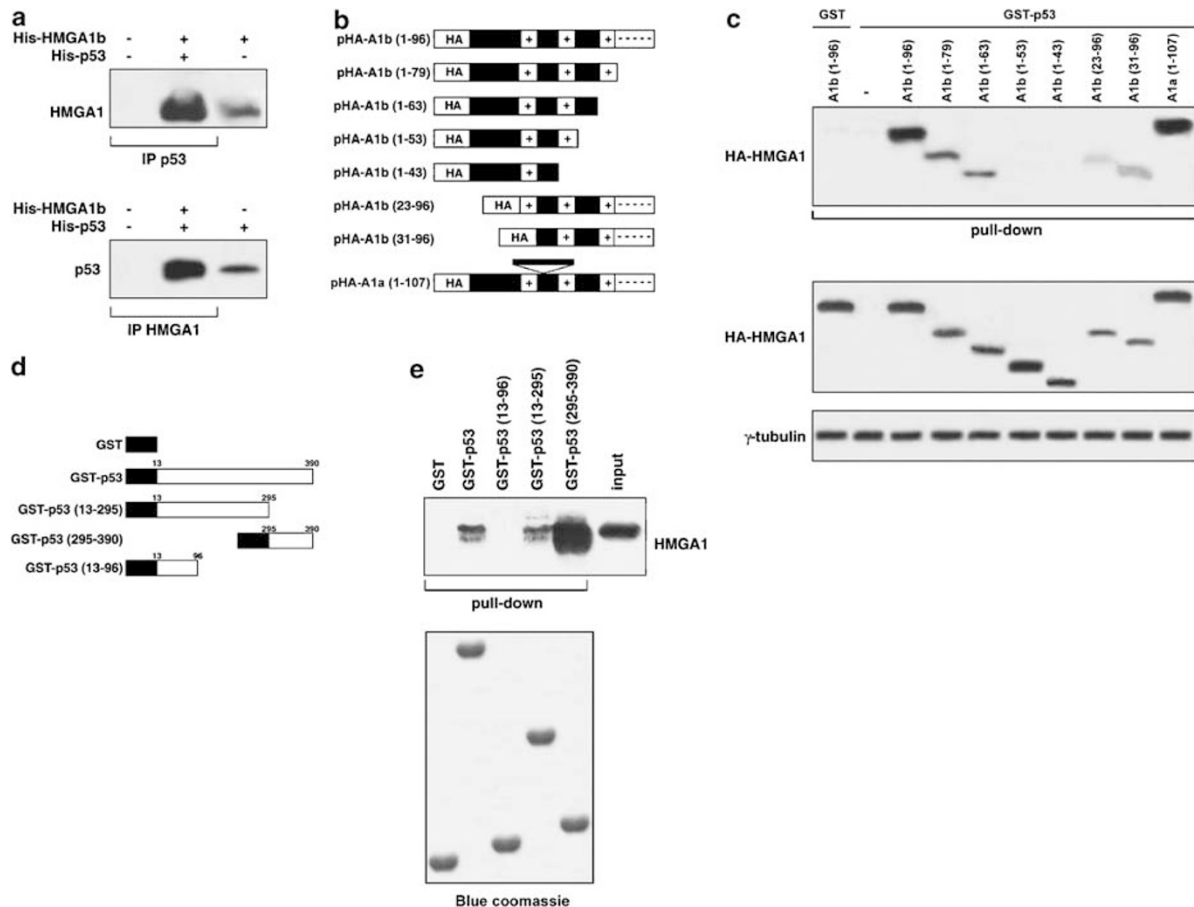 a
His-HMGA1b - + +
His-p53 - + -
HMGA1
IP p53
His-HMGA1b - + -
His-p53 - + +
p53
IP HMGA1
b
pHA-A1b (1-96) HA + + + -----
pHA-A1b (1-79) HA + + +
pHA-A1b (1-63) HA + +
pHA-A1b (1-53) HA + +
pHA-A1b (1-43) HA +
pHA-A1b (23-96) HA + + + -----
pHA-A1b (31-96) HA + + -----
pHA-A1a (1-107) HA + + + -----
c
GST GST-p53
A1b (1-96) - A1b (1-96) A1b (1-79) A1b (1-63) A1b (1-53) A1b (1-43) A1b (23-96) A1b (31-96) A1a (1-107)
HA-HMGA1
pull-down
HA-HMGA1
γ-tubulin
d
GST
GST-p53 13 390
GST-p53 (13-295) 13 295
GST-p53 (295-390) 295 390
GST-p53 (13-96) 13 96
e
GST GST-p53 GST-p53 (13-96) GST-p53 (13-295) GST-p53 (295-390) input
HMGA1
pull-down
Blue coomassie